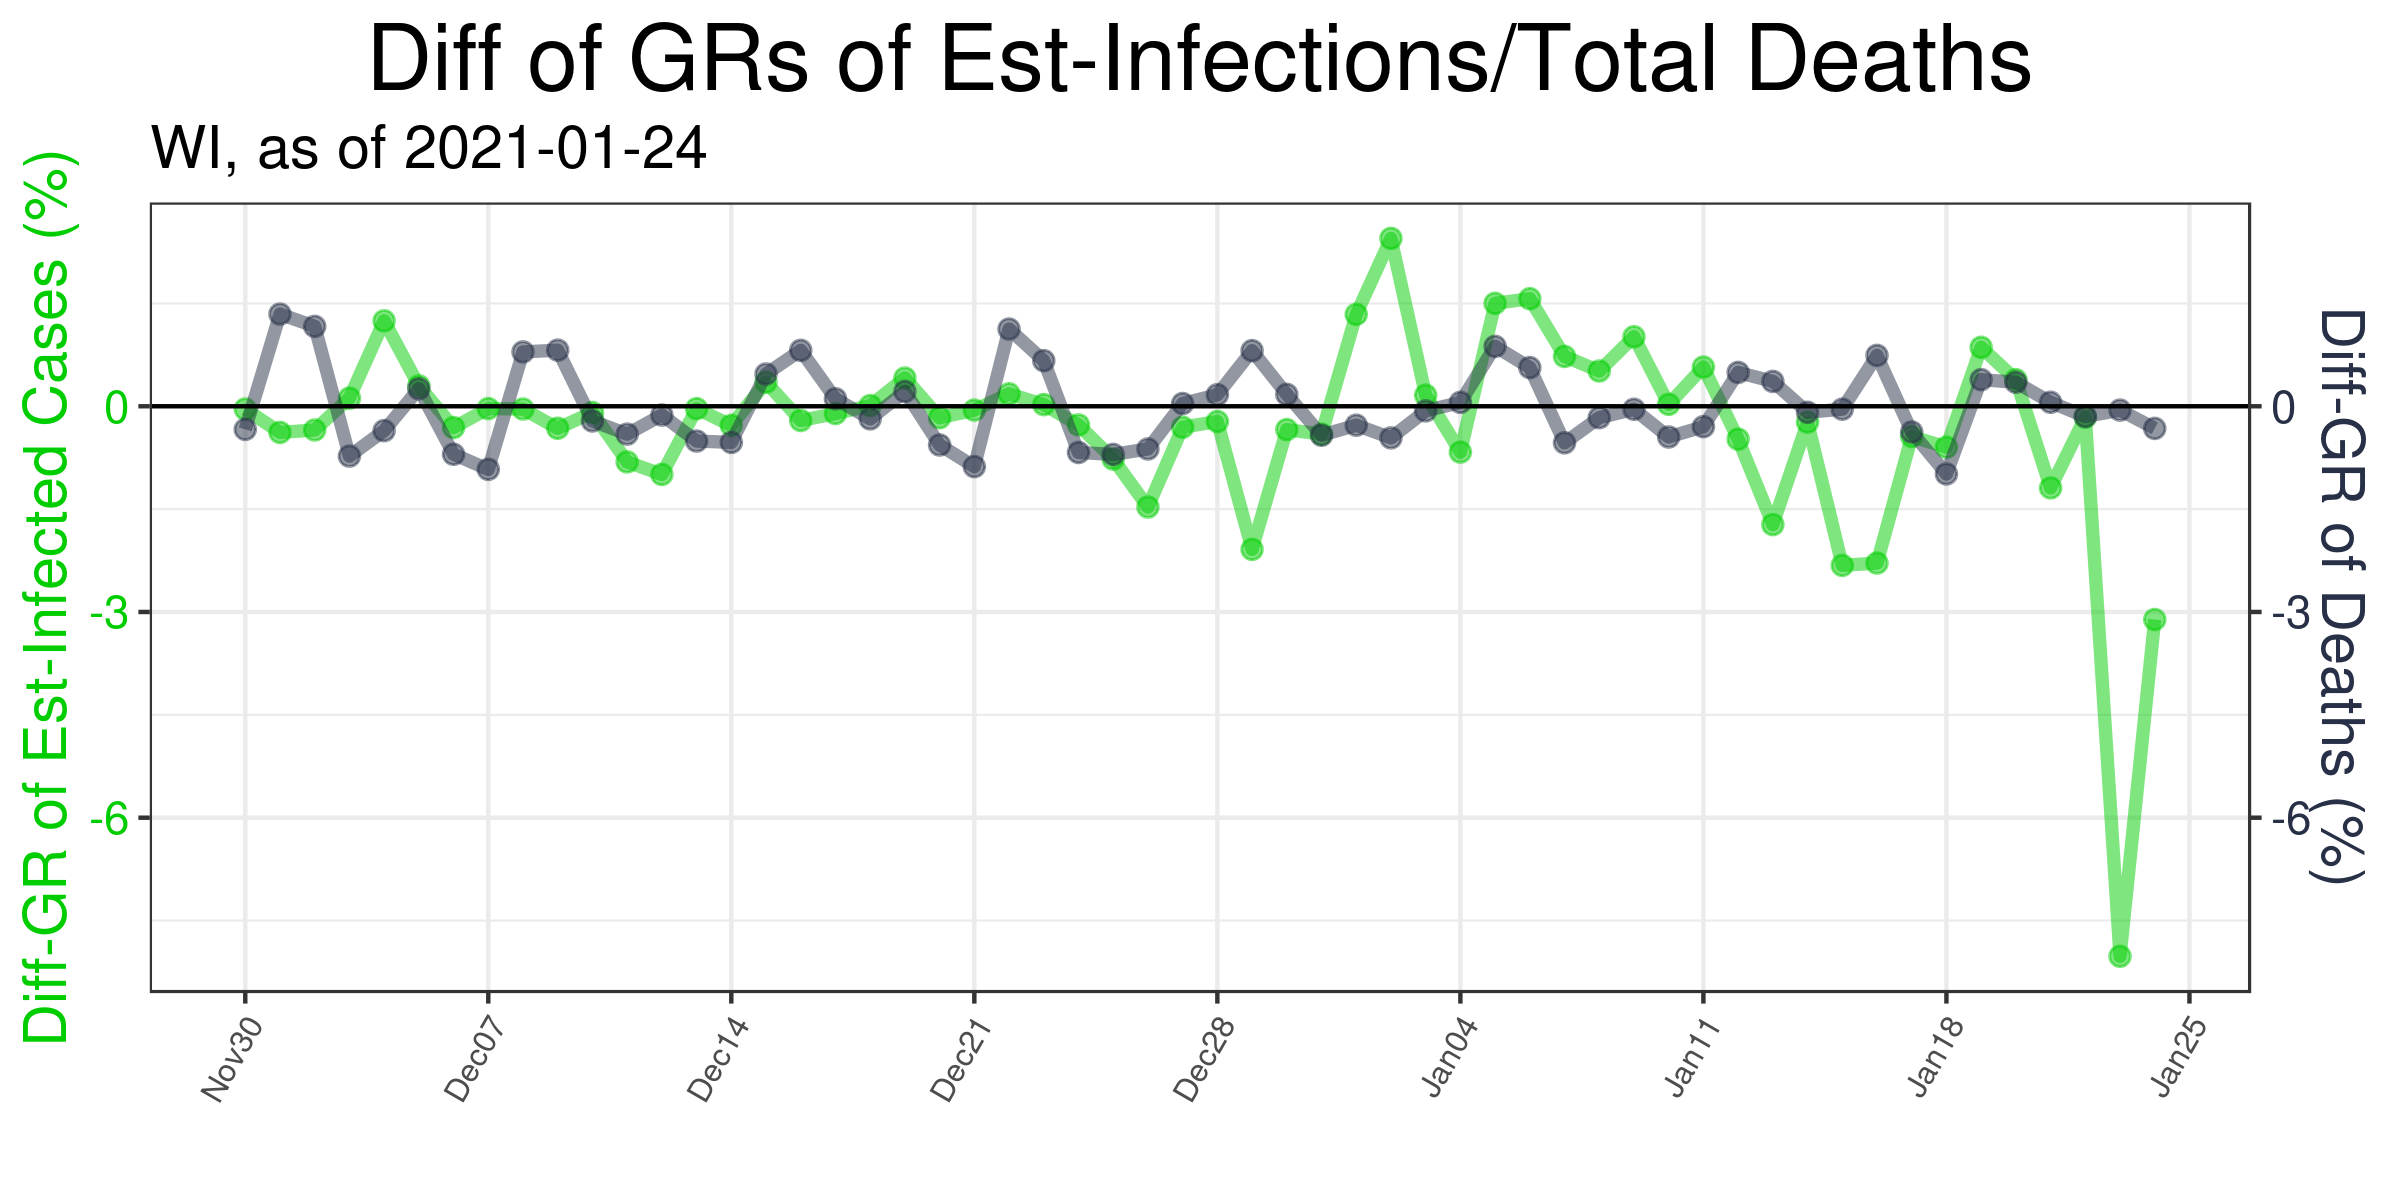 Diff of GRs of Est-Infections/Total Deaths
WI, as of 2021-01-24
Diff-GR of Est-Infected Cases (%)
0
-3
-6
0
-3
-6
Diff-GR of Deaths (%)
Nov30
Dec07
Dec14
Dec21
Dec28
Jan04
Jan11
Jan18
Jan25